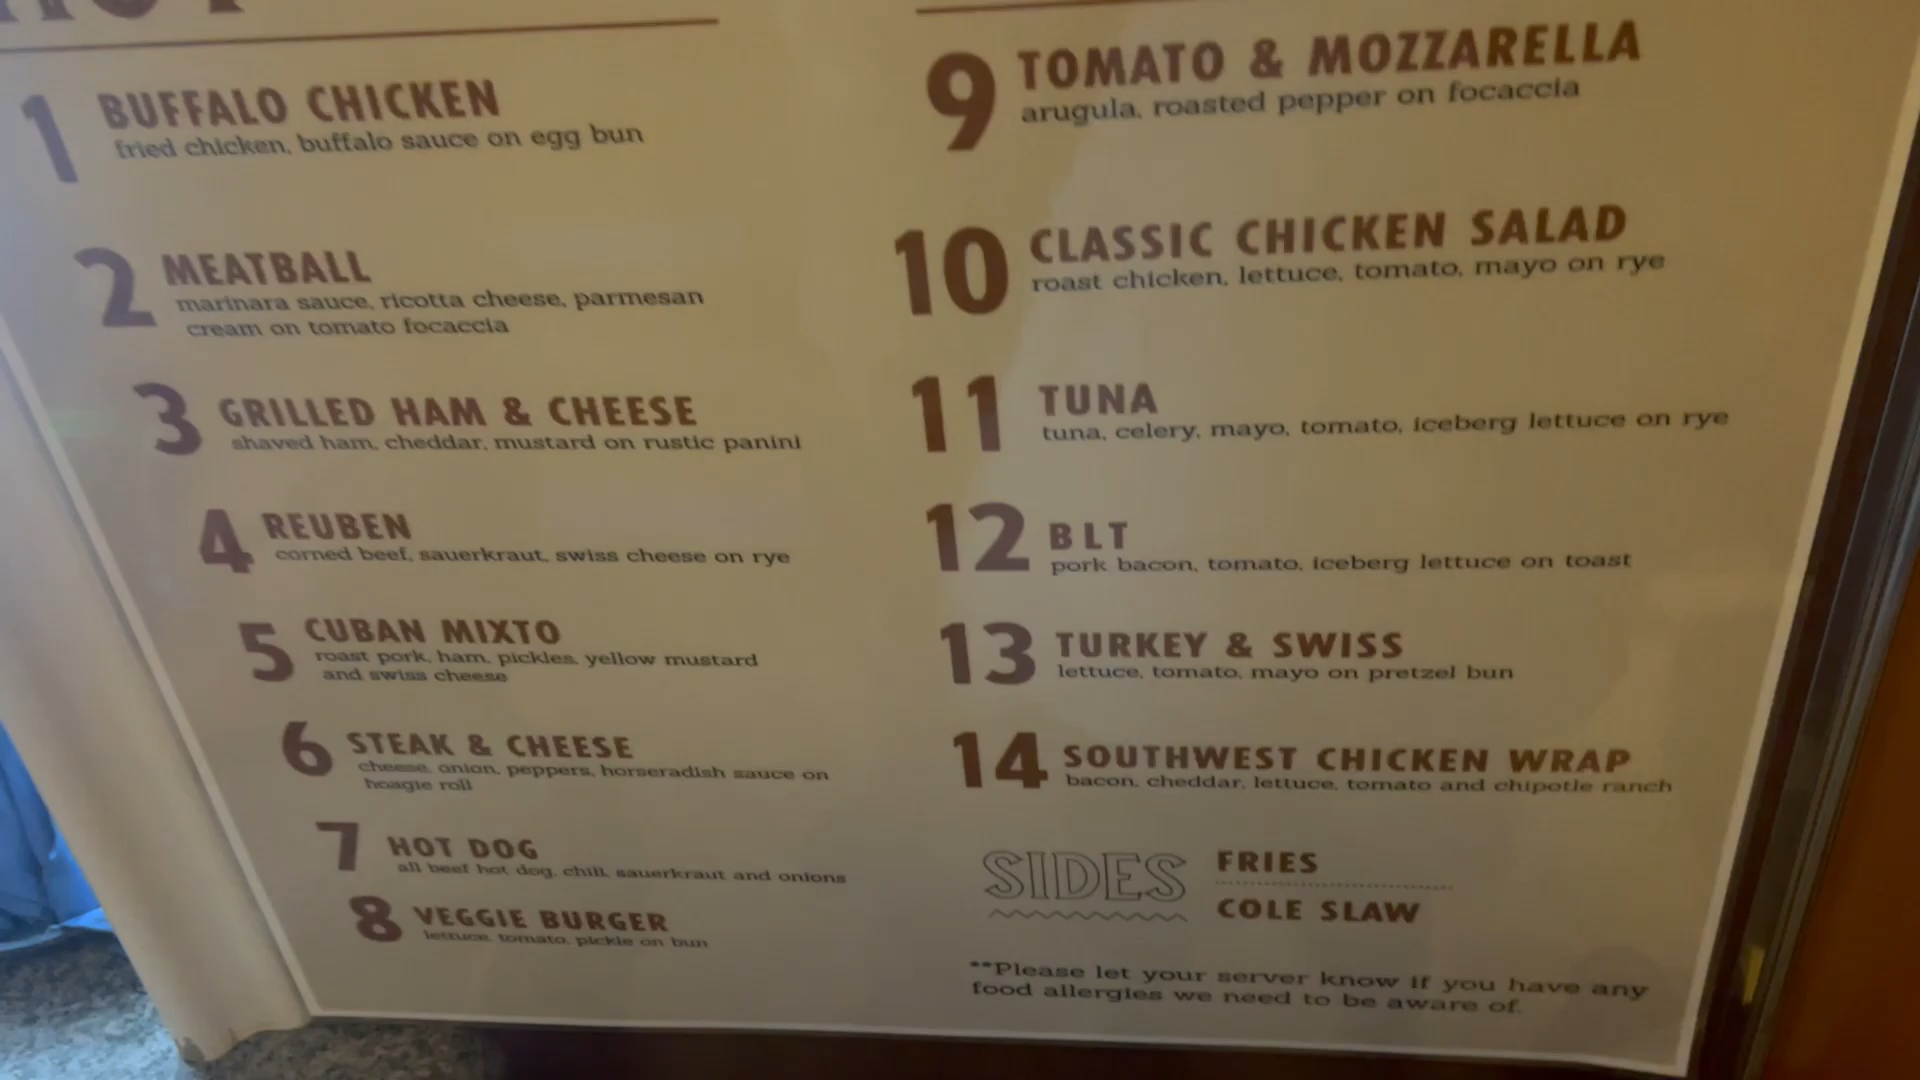 HOT
1 BUFFALO CHICKEN
fried chicken, buffalo sauce on egg bun
2 MEATBALL
marinara sauce, ricotta cheese, parmesan
cream on tomato focaccia
3 GRILLED HAM & CHEESE
shaved ham, cheddar, mustard on rustic panini
4 REUBEN
corned beef, sauerkraut, swiss cheese on rye
5 CUBAN MIXTO
roast pork, ham, pickles, yellow mustard
and swiss cheese
6 STEAK & CHEESE
cheese, onion, peppers, horseradish sauce on
hoagie roll
7 HOT DOG
all beef hot dog, chili, sauerkraut and onions
8 VEGGIE BURGER
lettuce, tomato, pickle on bun
9 TOMATO & MOZZARELLA
arugula, roasted pepper on focaccia
10 CLASSIC CHICKEN SALAD
roast chicken, lettuce, tomato, mayo on rye
11 TUNA
tuna, celery, mayo, tomato, iceberg lettuce on rye
12 BLT
pork bacon, tomato, iceberg lettuce on toast
13 TURKEY & SWISS
lettuce, tomato, mayo on pretzel bun
14 SOUTHWEST CHICKEN WRAP
bacon, cheddar, lettuce, tomato and chipotle ranch
SIDES
FRIES
COLE SLAW
**Please let your server know if you have any
food allergies we need to be aware of.